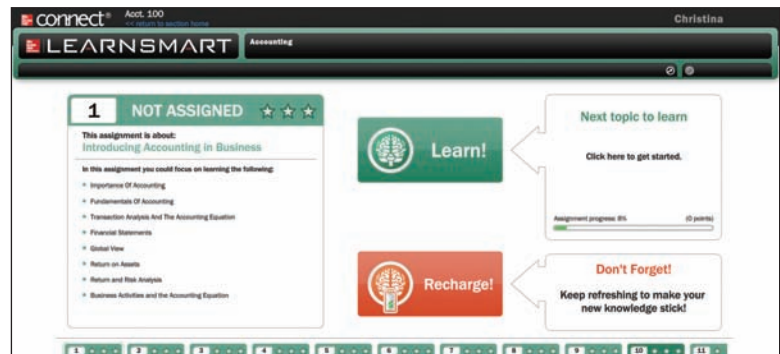 connect®
Acct. 100
<< return to section home
Christina
LEARNSMART
Accounting
1 NOT ASSIGNED
This assignment is about:
Introducing Accounting in Business
In this assignment you could focus on learning the following:
Importance Of Accounting
Fundamentals Of Accounting
Transaction Analysis And The Accounting Equation
Financial Statements
Global View
Return on Assets
Return and Risk Analysis
Business Activities and the Accounting Equation
Learn!
Next topic to learn
Click here to get started.
Assignment progress: 8% (0 points)
Recharge!
Don't Forget!
Keep refreshing to make your
new knowledge stick!
1 2 3 4 5 6 7 8 9 10 11